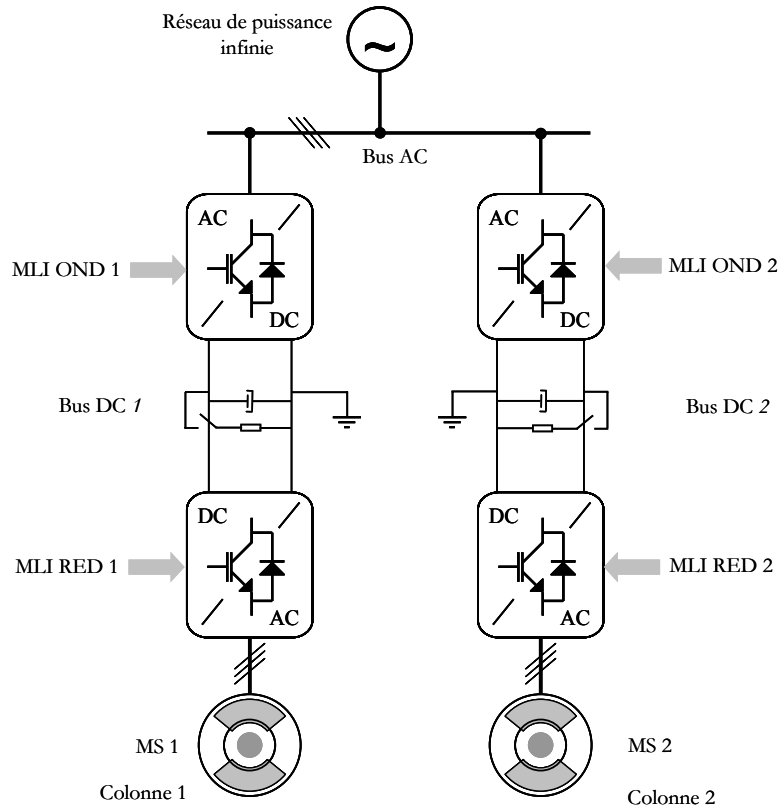 Réseau de puissance
infinie
~
Bus AC
AC
DC
MLI OND 1
AC
DC
MLI OND 2
Bus DC 1
Bus DC 2
DC
AC
MLI RED 1
DC
AC
MLI RED 2
MS 1
MS 2
Colonne 1
Colonne 2